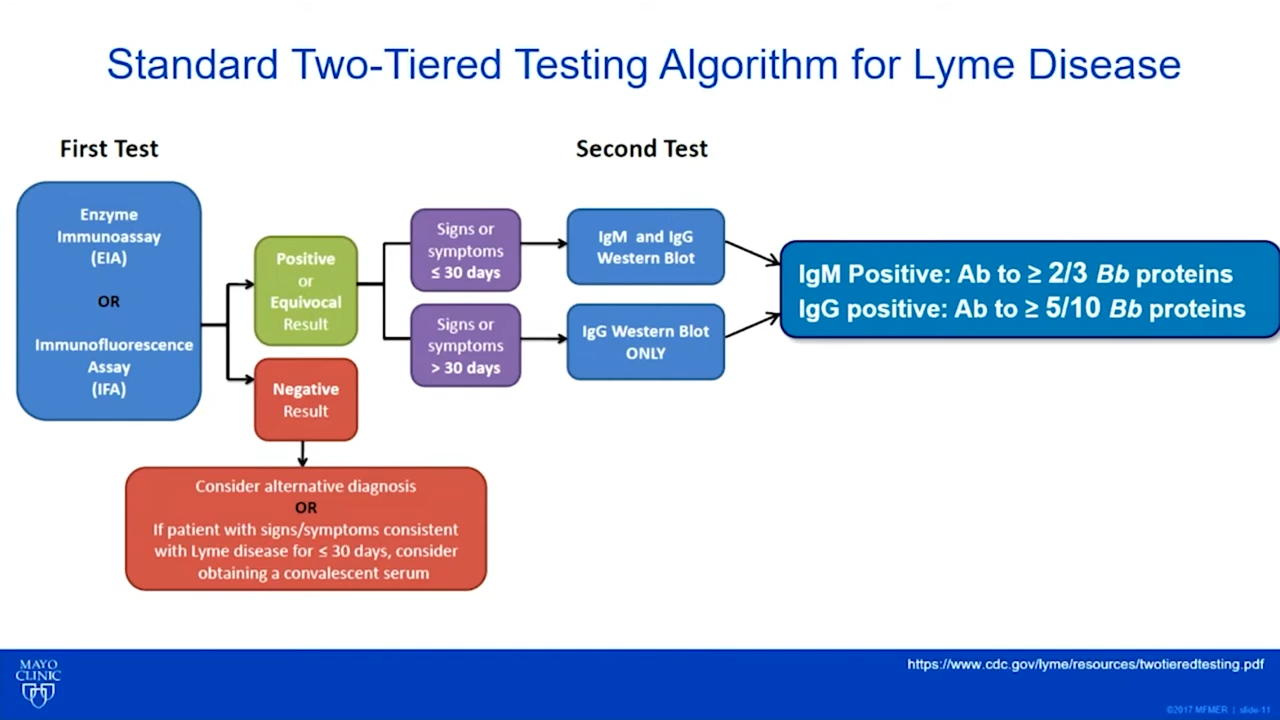 Standard Two-Tiered Testing Algorithm for Lyme Disease
First Test
Second Test
Enzyme
Immunoassay
(EIA)
OR
Immunofluorescence
Assay
(IFA)
Positive
or
Equivocal
Result
Negative
Result
Signs or
symptoms
≤ 30 days
Signs or
symptoms
> 30 days
IgM and IgG
Western Blot
IgG Western Blot
ONLY
IgM Positive: Ab to ≥ 2/3 Bb proteins
IgG positive: Ab to ≥ 5/10 Bb proteins
Consider alternative diagnosis
OR
If patient with signs/symptoms consistent
with Lyme disease for ≤ 30 days, consider
obtaining a convalescent serum
MAYO
CLINIC
https://www.cdc.gov/lyme/resources/twotieredtesting.pdf
©2017 MFMER | slide-11